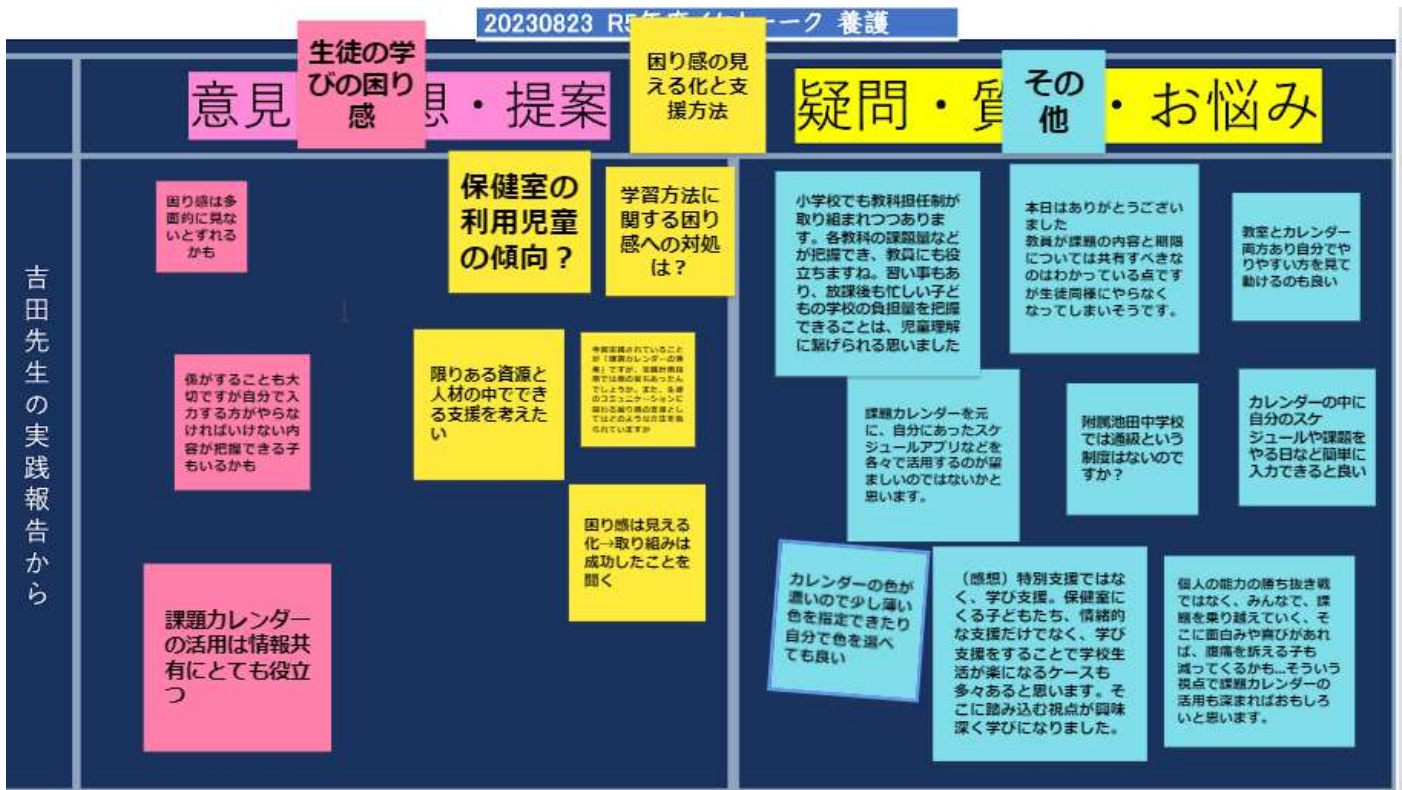 20230823 R5年度
ーク 養護
生徒の学
びの困り
感
困り感の見
える化と支
援方法
その
他
意見
想・提案
疑問・質
・お悩み
吉田先生の実践報告から
困り感は多
面的に見な
いとずれる
かも
係がすることも大
切ですが自分で入
力する方がやらな
ければいけない内
容が把握できる子
もいるかも
課題カレンダー
の活用は情報共
有にとても役立
つ
保健室の
利用児童
の傾向？
学習方法に
関する困り
感への対処
は？
限りある資源と
人材の中ででき
る支援を考えた
い
困り感は見える
化→取り組みは
成功したことを
聞く
小学校でも教科担任制が
取り組まれつつありま
す。各教科の課題量など
が把握でき、教員にも役
立ちますね。習い事もあ
り、放課後も忙しい子ど
もの学校の負担量を把握
できることは、児童理解
に繋げられる思いました
本日はありがとうござい
ました
教員が課題の内容と期限
については共有すべきな
のはわかっている点です
が生徒同様にやらなく
なってしまいそうです。
教室とカレンダー
両方あり自分でや
りやすい方を見て
動けるのも良い
課題カレンダーを元
に、自分にあったスケ
ジュールアプリなどを
各々で活用するのが望
ましいのではないかと
思います。
附属池田中学校
では通級という
制度はないので
すか？
カレンダーの中に
自分のスケ
ジュールや課題を
やる日など簡単に
入力できると良い
カレンダーの色が
濃いので少し薄い
色を指定できたり
自分で色を選べ
ても良い
（感想）特別支援ではな
く、学び支援。保健室に
くる子どもたち、情緒的
な支援だけでなく、学び
支援をすることで学校生
活が楽になるケースも
多々あると思います。そ
こに踏み込む視点が興味
深く学びになりました。
個人の能力の勝ち抜き戦
ではなく、みんなで、課
題を乗り越えていく、そ
こに面白みや喜びがあれ
ば、腹痛を訴える子も
減ってくるかも...そういう
視点で課題カレンダーの
活用も深まればおもしろ
いと思います。